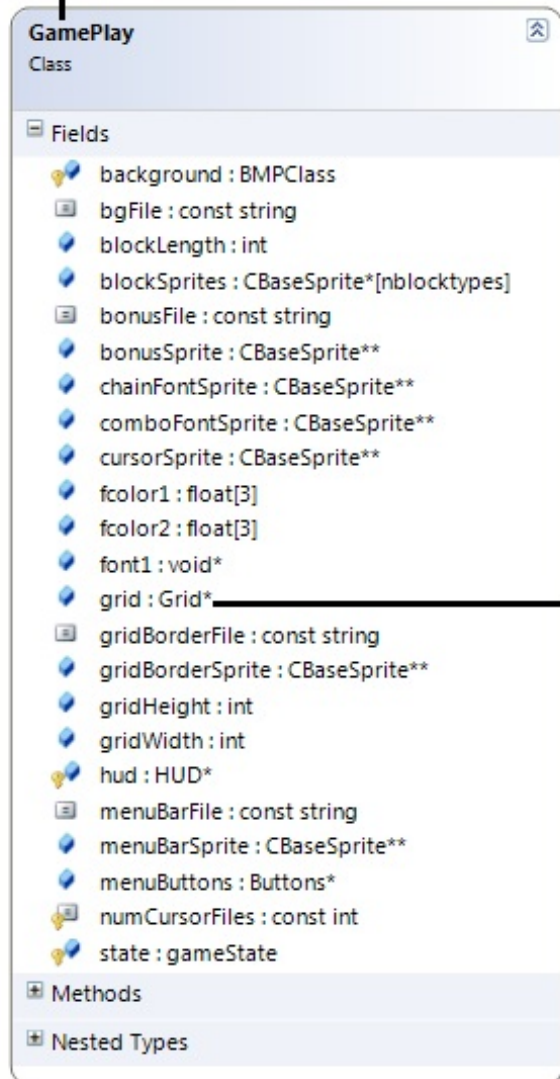 GamePlay
Class
Fields
background : BMPClass
bgFile : const string
blockLength : int
blockSprites : CBaseSprite*[nblocktypes]
bonusFile : const string
bonusSprite : CBaseSprite**
chainFontSprite : CBaseSprite**
comboFontSprite : CBaseSprite**
cursorSprite : CBaseSprite**
fcolor1 : float[3]
fcolor2 : float[3]
font1 : void*
grid : Grid*
gridBorderFile : const string
gridBorderSprite : CBaseSprite**
gridHeight : int
gridWidth : int
hud : HUD*
menuBarFile : const string
menuBarSprite : CBaseSprite**
menuButtons : Buttons*
numCursorFiles : const int
state : gameState
Methods
Nested Types